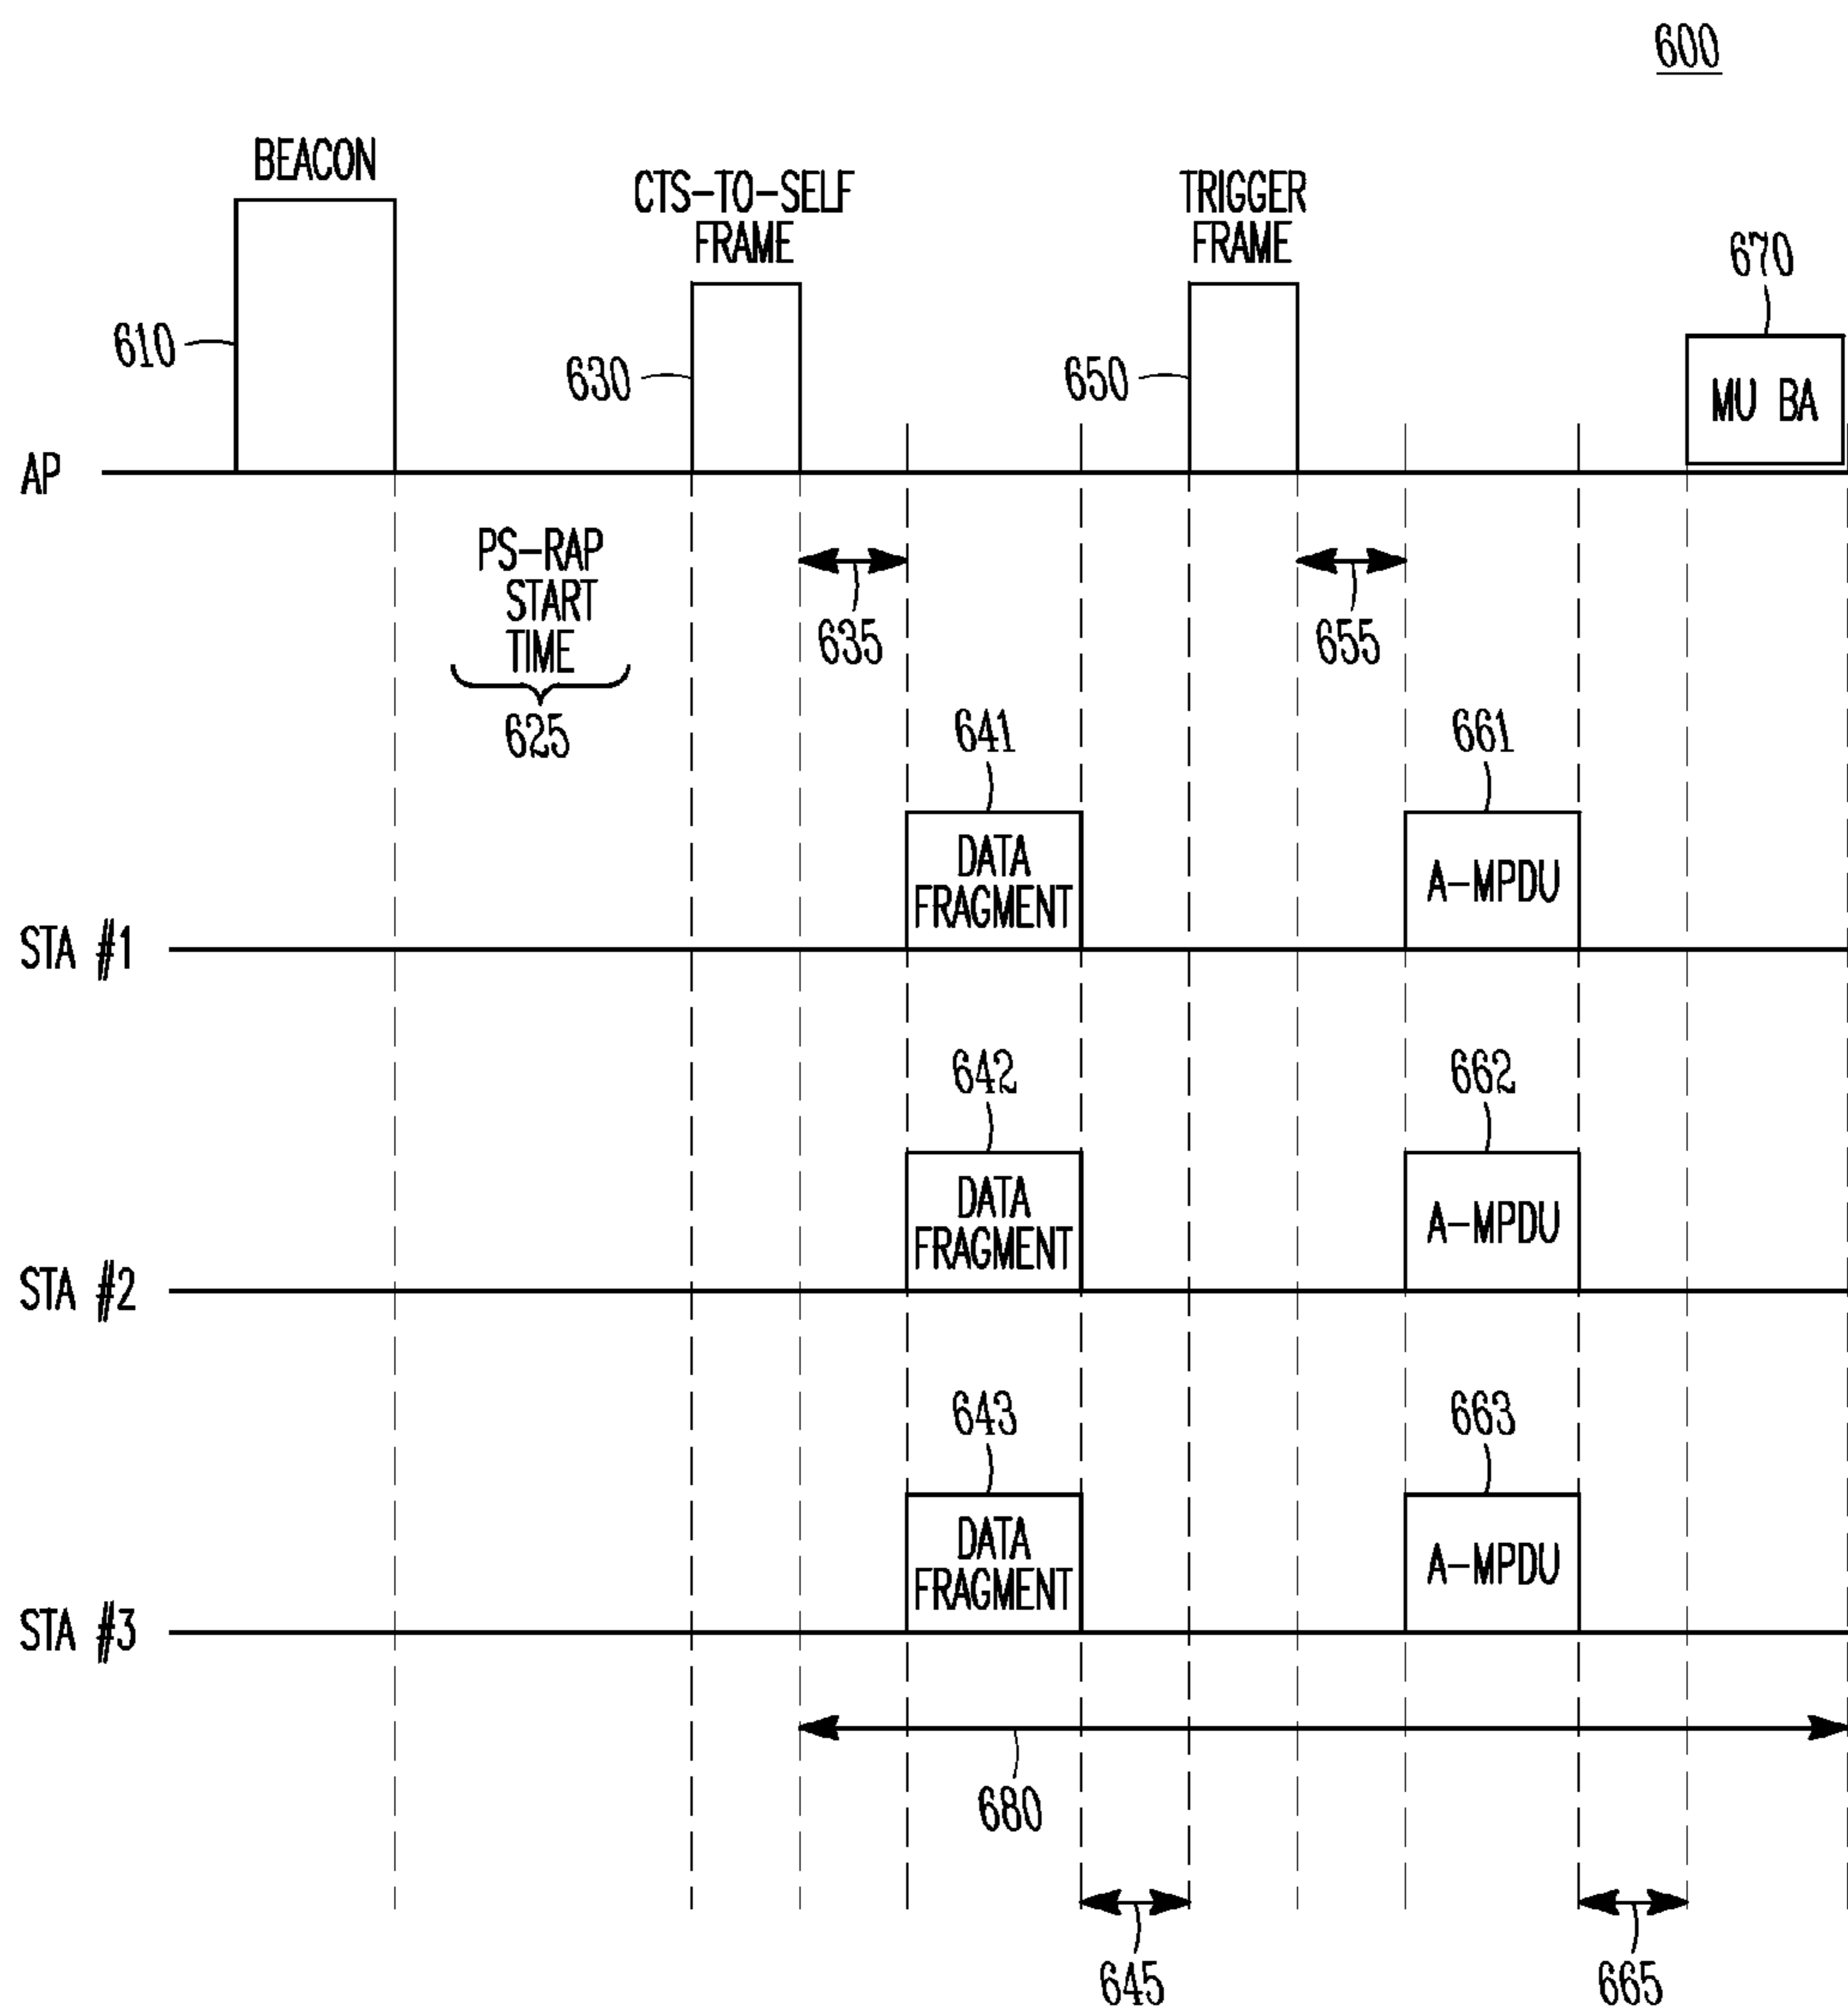 600
BEACON
CTS-TO-SELF
FRAME
TRIGGER
FRAME
670
610
630
650
MU BA
AP
PS-RAP
START
TIME
625
635
655
641
661
DATA
FRAGMENT
A-MPDU
STA #1
642
662
DATA
FRAGMENT
A-MPDU
STA #2
643
663
DATA
FRAGMENT
A-MPDU
STA #3
680
645
665